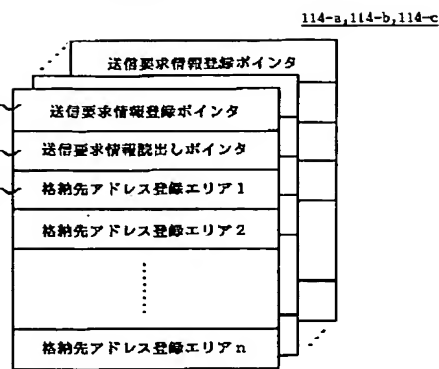 114-a,114-b,114-c
送信要求情報登録ポインタ
送信要求情報登録ポインタ
送信要求情報読出しポインタ
格納先アドレス登録エリア1
格納先アドレス登録エリア2
格納先アドレス登録エリアn